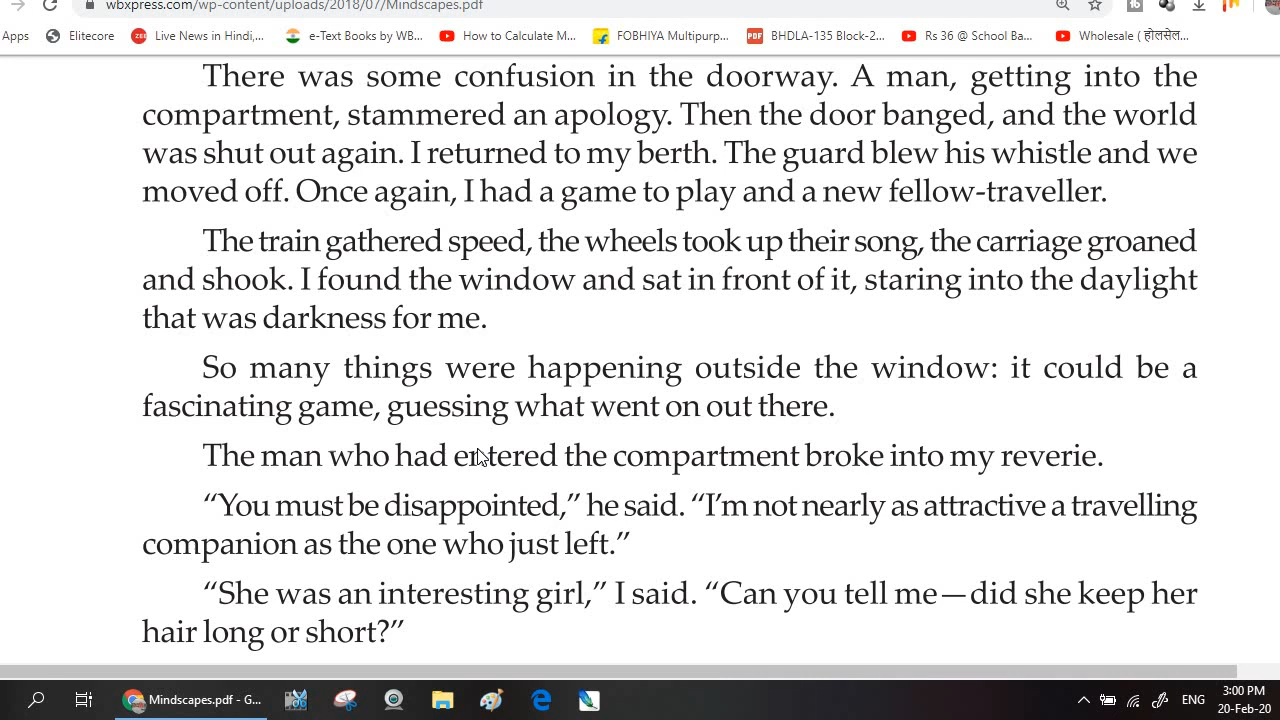 wbxpress.com/wp-content/uploads/2018/07/Mindscapes.pdf
Apps Elitecore Live News in Hindi,... e-Text Books by WB... How to Calculate M... FOBHIYA Multipurp... BHDLA-135 Block-2... Rs 36 @ School Ba... Wholesale ( होलसेल...
There was some confusion in the doorway. A man, getting into the
compartment, stammered an apology. Then the door banged, and the world
was shut out again. I returned to my berth. The guard blew his whistle and we
moved off. Once again, I had a game to play and a new fellow-traveller.
The train gathered speed, the wheels took up their song, the carriage groaned
and shook. I found the window and sat in front of it, staring into the daylight
that was darkness for me.
So many things were happening outside the window: it could be a
fascinating game, guessing what went on out there.
The man who had entered the compartment broke into my reverie.
“You must be disappointed,” he said. “I’m not nearly as attractive a travelling
companion as the one who just left.”
“She was an interesting girl,” I said. “Can you tell me—did she keep her
hair long or short?”
Mindscapes.pdf - G... ENG 3:00 PM
20-Feb-20